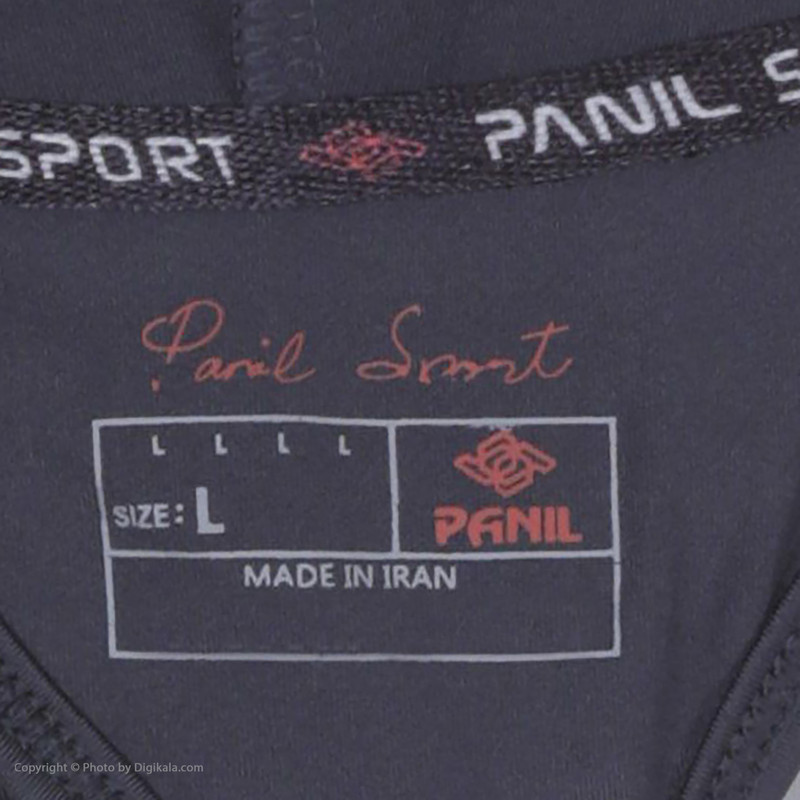 SPORT PANIL S
Panil Sport
L L L L
SIZE: L
PANIL
MADE IN IRAN
Copyright © Photo by Digikala.com